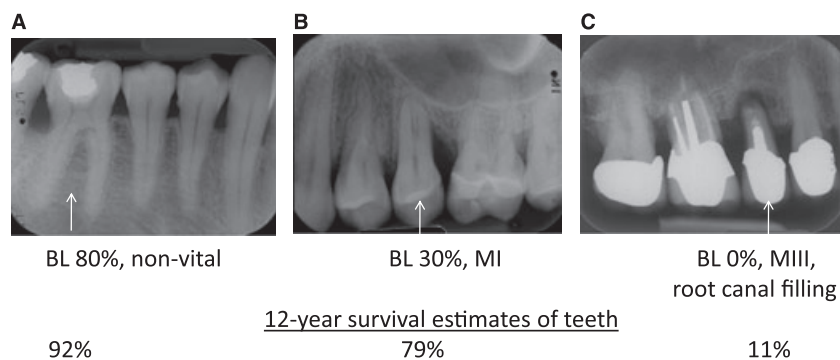 A
B
C
BL 80%, non-vital
BL 30%, MI
BL 0%, MIII,
root canal filling
12-year survival estimates of teeth
92%
79%
11%